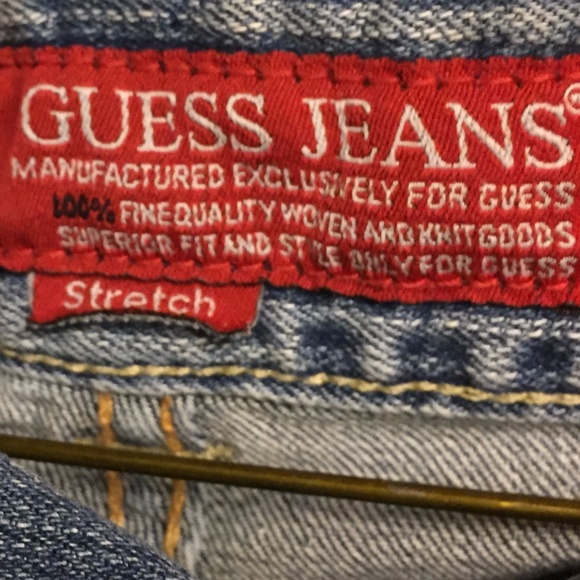 GUESS JEANS®
MANUFACTURED EXCLUSIVELY FOR GUESS
100% FINE QUALITY WOVEN AND KNIT GOODS
SUPERIOR FIT AND STYLE ONLY FOR GUESS
Stretch